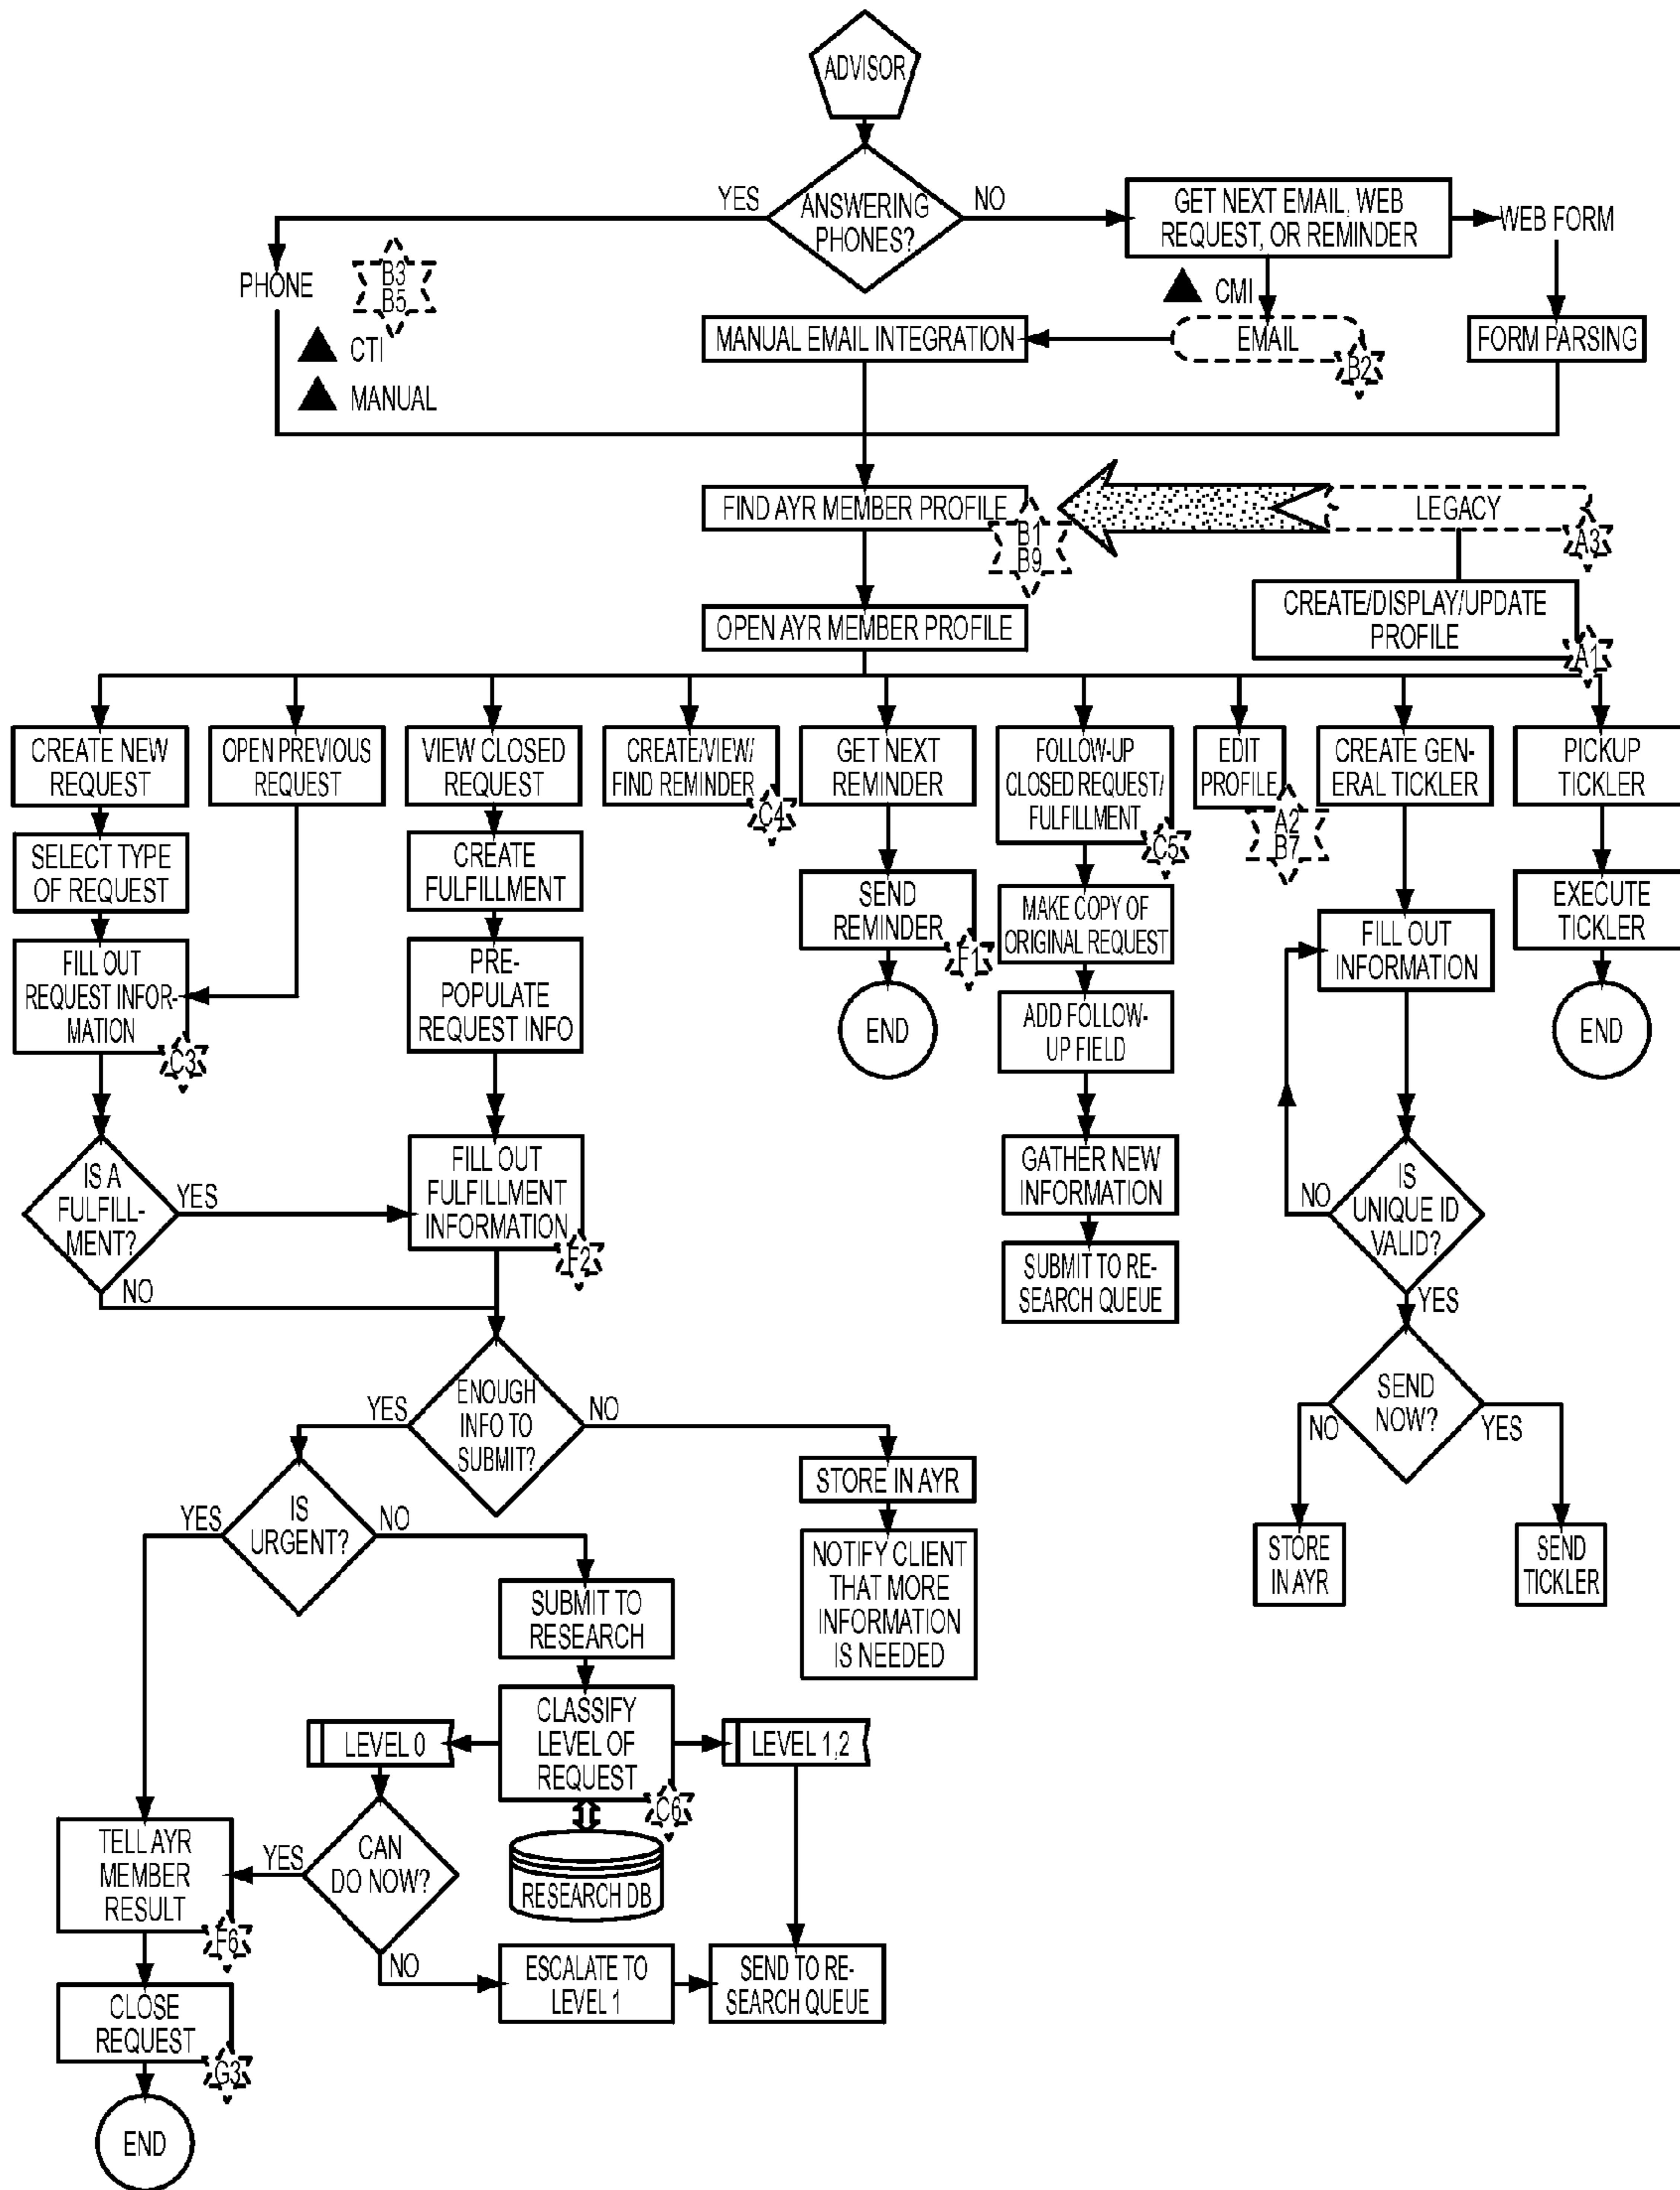 ADVISOR
YES
ANSWERING
PHONES?
NO
GET NEXT EMAIL, WEB
REQUEST, OR REMINDER
WEB FORM
PHONE
B3
B5
CTI
MANUAL
CMI
MANUAL EMAIL INTEGRATION
EMAIL
B2
FORM PARSING
FIND AYR MEMBER PROFILE
B1
B9
LEGACY
A3
OPEN AYR MEMBER PROFILE
CREATE/DISPLAY/UPDATE
PROFILE
A1
CREATE NEW
REQUEST
OPEN PREVIOUS
REQUEST
VIEW CLOSED
REQUEST
CREATE/VIEW/
FIND REMINDER
C4
GET NEXT
REMINDER
FOLLOW-UP
CLOSED REQUEST/
FULFILLMENT
C5
EDIT
PROFILE
A2
B7
CREATE GEN-
ERAL TICKLER
PICKUP
TICKLER
SELECT TYPE
OF REQUEST
CREATE
FULFILLMENT
SEND
REMINDER
F1
MAKE COPY OF
ORIGINAL REQUEST
FILL OUT
INFORMATION
EXECUTE
TICKLER
FILL OUT
REQUEST INFOR-
MATION
C3
PRE-
POPULATE
REQUEST INFO
END
ADD FOLLOW-
UP FIELD
END
IS A
FULFILL-
MENT?
YES
NO
FILL OUT
FULFILLMENT
INFORMATION
F2
GATHER NEW
INFORMATION
SUBMIT TO RE-
SEARCH QUEUE
NO
IS
UNIQUE ID
VALID?
YES
YES
ENOUGH
INFO TO
SUBMIT?
NO
NO
SEND
NOW?
YES
STORE IN AYR
YES
IS
URGENT?
NO
NOTIFY CLIENT
THAT MORE
INFORMATION
IS NEEDED
STORE
IN AYR
SEND
TICKLER
SUBMIT TO
RESEARCH
LEVEL 0
CLASSIFY
LEVEL OF
REQUEST
C6
LEVEL 1,2
TELL AYR
MEMBER
RESULT
F6
YES
CAN
DO NOW?
NO
RESEARCH DB
ESCALATE TO
LEVEL 1
SEND TO RE-
SEARCH QUEUE
CLOSE
REQUEST
G3
END